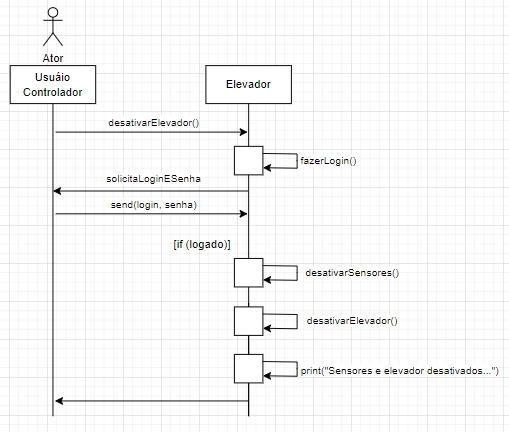 Ator
Usuáio
Controlador
Elevador
desativarElevador()
fazerLogin()
solicitaLoginESenha
send(login, senha)
[if (logado)]
desativarSensores()
desativarElevador()
print("Sensores e elevador desativados...")